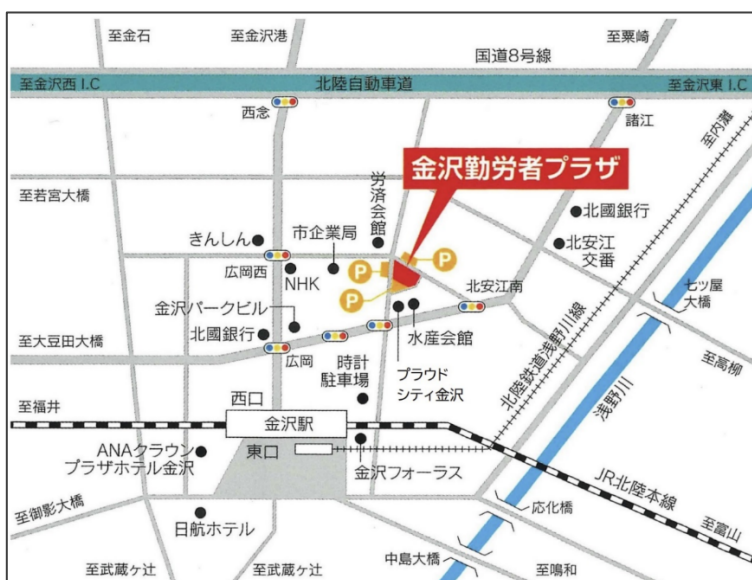 至金石
至金沢港
至粟崎
国道8号線
至金沢西 I.C
北陸自動車道
至金沢東 I.C
西念
諸江
至内灘
金沢勤労者プラザ
労済会館
至若宮大橋
北國銀行
きんしん
市企業局
北安江
交番
広岡西
NHK
P
P
P
北安江南
七ツ屋
大橋
金沢パークビル
北國銀行
水産会館
至大豆田大橋
広岡
時計
駐車場
プラウド
シティ金沢
北陸鉄道浅野川線
至高柳
浅野川
西口
至福井
金沢駅
ANAクラウン
プラザホテル金沢
東口
金沢フォーラス
JR北陸本線
至御影大橋
日航ホテル
応化橋
至富山
中島大橋
至武蔵ヶ辻
至武蔵ヶ辻
至鳴和